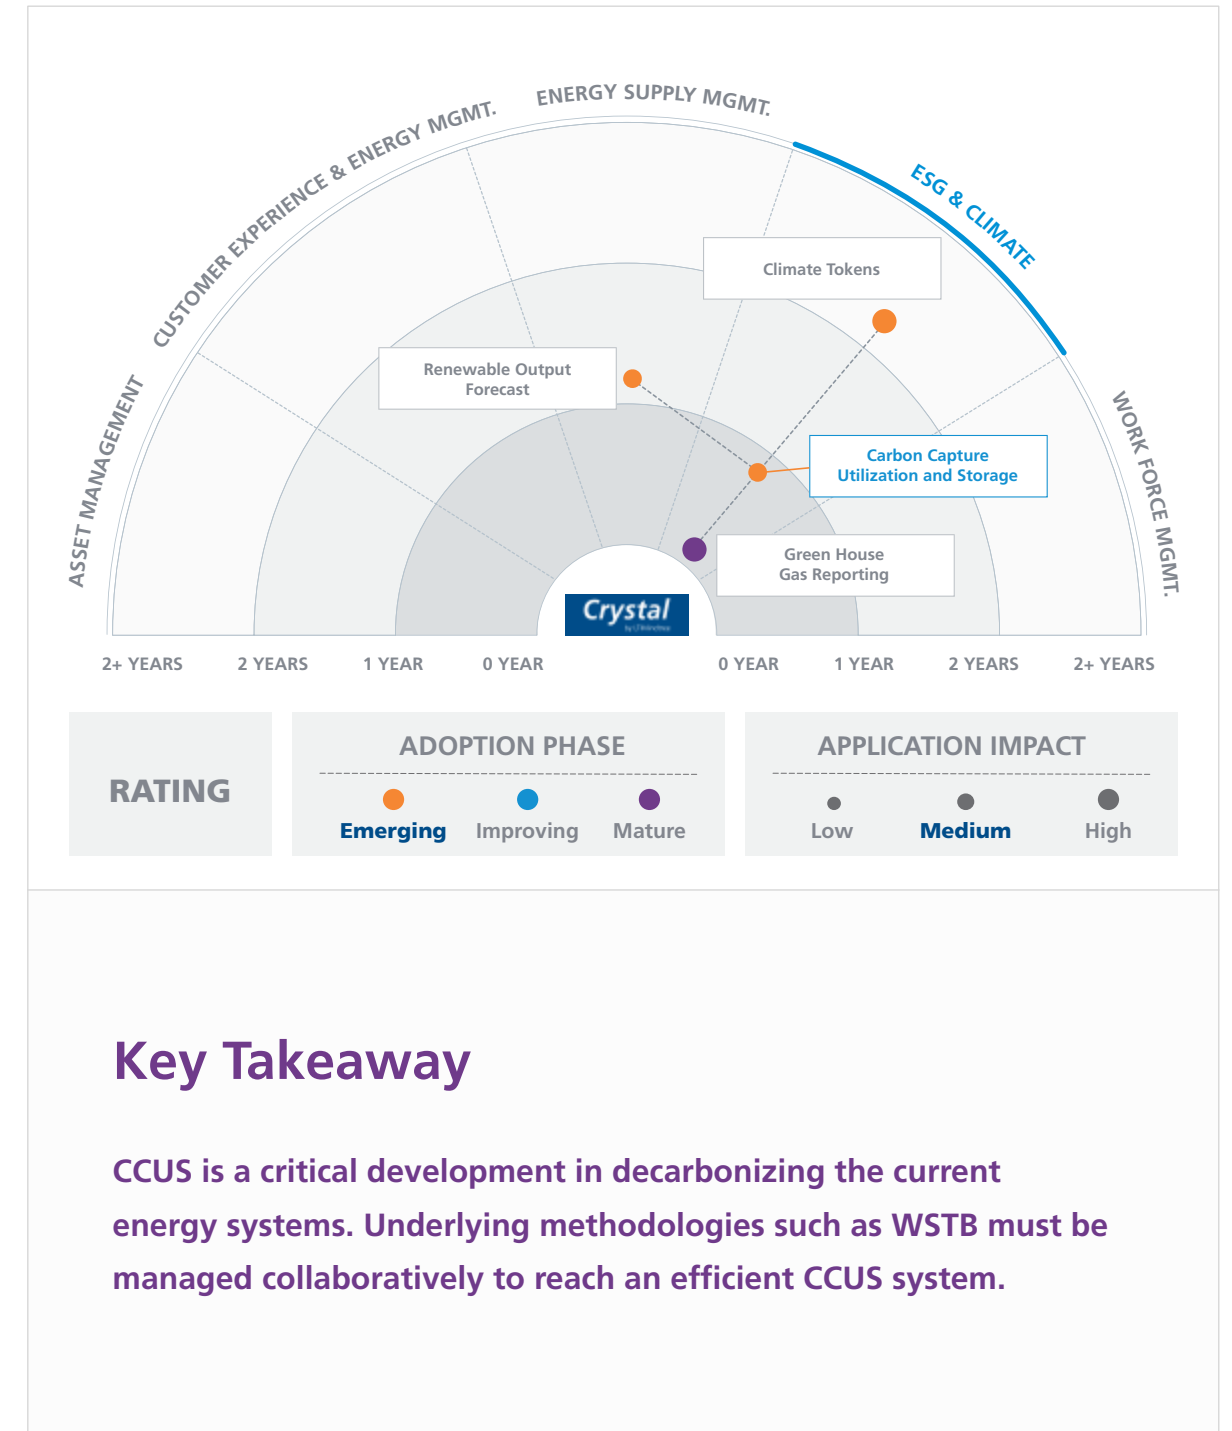 ENERGY SUPPLY MGMT.
CUSTOMER EXPERIENCE & ENERGY MGMT.
ESG & CLIMATE
ASSET MANAGEMENT
WORK FORCE MGMT.
Climate Tokens
Renewable Output
Forecast
Carbon Capture
Utilization and Storage
Green House
Gas Reporting
Crystal
2+ YEARS 2 YEARS 1 YEAR 0 YEAR 0 YEAR 1 YEAR 2 YEARS 2+ YEARS
RATING
ADOPTION PHASE
Emerging Improving Mature
APPLICATION IMPACT
Low Medium High
Key Takeaway
CCUS is a critical development in decarbonizing the current
energy systems. Underlying methodologies such as WSTB must be
managed collaboratively to reach an efficient CCUS system.